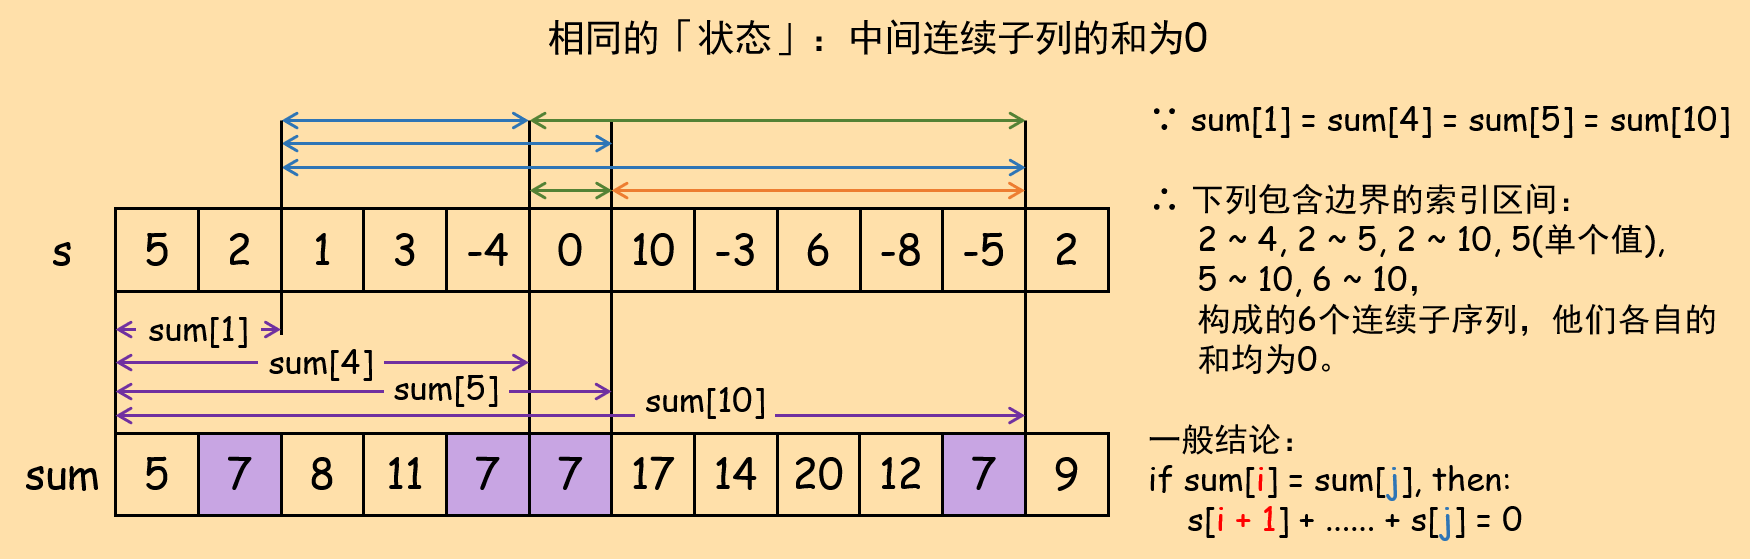 相同的「状态」：中间连续子列的和为0
s 5 2 1 3 -4 0 10 -3 6 -8 -5 2
sum[1]
sum[4]
sum[5]
sum[10]
sum 5 7 8 11 7 7 17 14 20 12 7 9
∵ sum[1] = sum[4] = sum[5] = sum[10]
∴ 下列包含边界的索引区间：
2 ~ 4, 2 ~ 5, 2 ~ 10, 5(单个值),
5 ~ 10, 6 ~ 10，
构成的6个连续子序列，他们各自的
和均为0。
一般结论：
if sum[i] = sum[j], then:
s[i + 1] + ...... + s[j] = 0